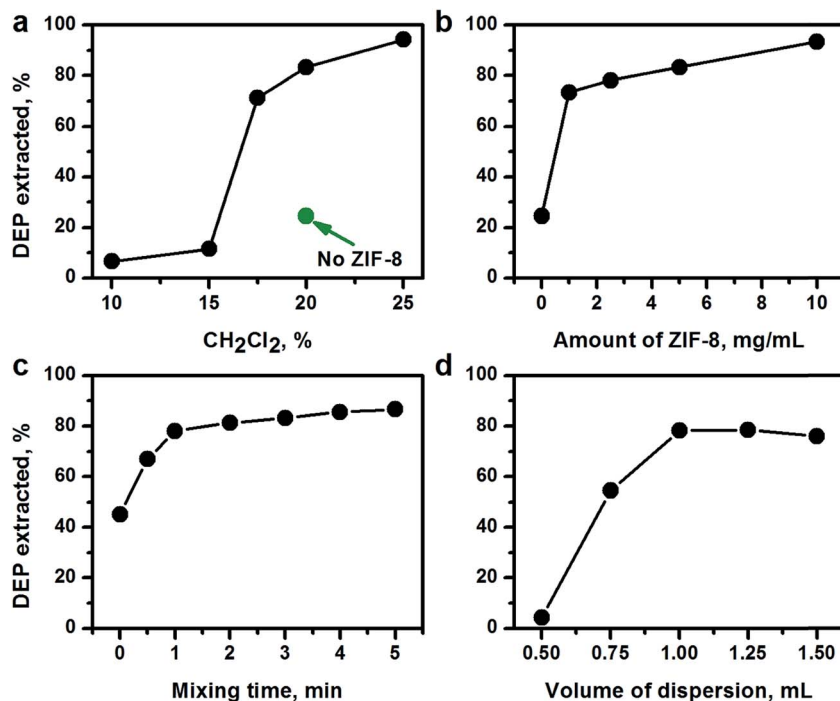 a
100
80
60
40
20
0
DEP extracted, %
No ZIF-8
10 15 20 25
CH2Cl2, %
b
100
80
60
40
20
0
0 2 4 6 8 10
Amount of ZIF-8, mg/mL
c
100
80
60
40
20
0
DEP extracted, %
0 1 2 3 4 5
Mixing time, min
d
100
80
60
40
20
0
0.50 0.75 1.00 1.25 1.50
Volume of dispersion, mL